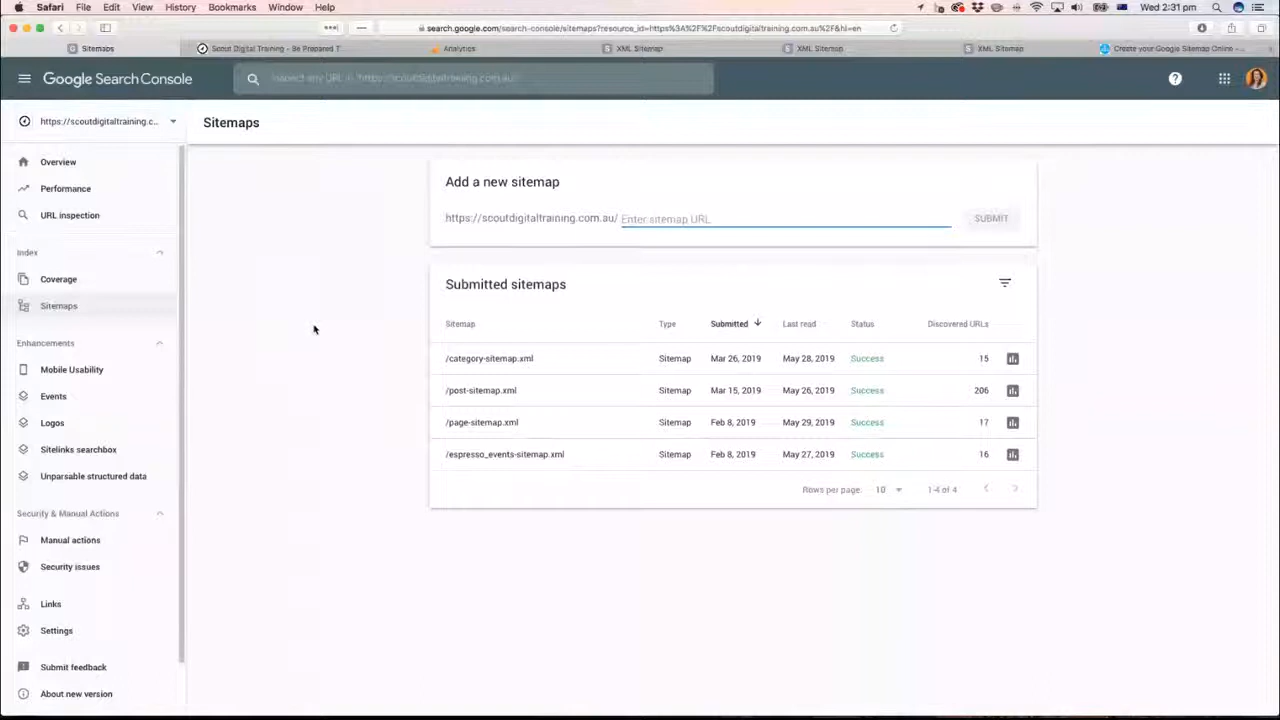 Safari File Edit View History Bookmarks Window Help Wed 2:31 pm
search.google.com/search-console/sitemaps?resource_id=https%3A%2F%2Fscoutdigitaltraining.com.au%2F&hl=en
Sitemaps Scout Digital Training - Be Prepared T Analytics XML Sitemap XML Sitemap XML Sitemap Create your Google Sitemap Online -...
Google Search Console Inspect any URL in "https://scoutdigitaltraining.com.au/"
https://scoutdigitaltraining.c... Sitemaps
Overview
Performance
URL inspection
Index
Coverage
Sitemaps
Enhancements
Mobile Usability
Events
Logos
Sitelinks searchbox
Unparsable structured data
Security & Manual Actions
Manual actions
Security issues
Links
Settings
Submit feedback
About new version
Add a new sitemap
https://scoutdigitaltraining.com.au/ Enter sitemap URL SUBMIT
Submitted sitemaps
Sitemap Type Submitted Last read Status Discovered URLs
/category-sitemap.xml Sitemap Mar 26, 2019 May 28, 2019 Success 15
/post-sitemap.xml Sitemap Mar 15, 2019 May 26, 2019 Success 206
/page-sitemap.xml Sitemap Feb 8, 2019 May 29, 2019 Success 17
/espresso_events-sitemap.xml Sitemap Feb 8, 2019 May 27, 2019 Success 16
Rows per page: 10 1-4 of 4